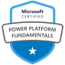 Microsoft
CERTIFIED
POWER PLATFORM
FUNDAMENTALS